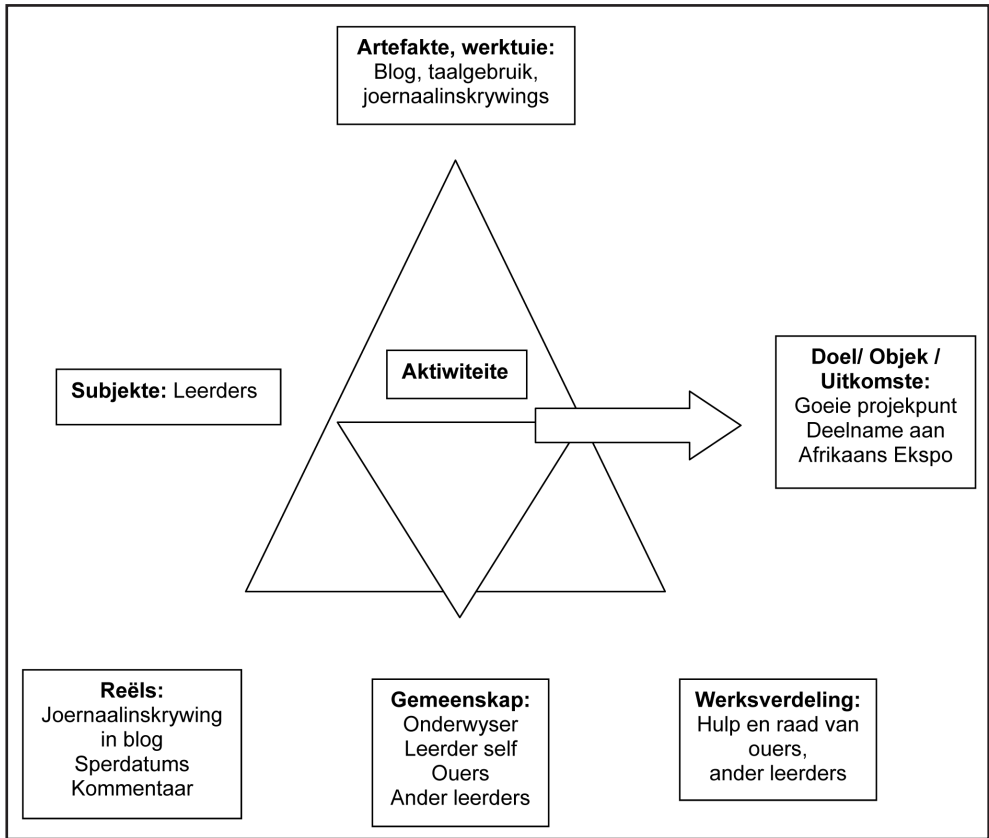 Artefakte, werktuie:
Blog, taalgebruik,
joernaalinskrywings
Aktiwiteite
Subjekte: Leerders
Doel/ Objek /
Uitkomste:
Goeie projekpunt
Deelname aan
Afrikaans Ekspo
Reëls:
Joernaalinskrywing
in blog
Sperdatums
Kommentaar
Gemeenskap:
Onderwyser
Leerder self
Ouers
Ander leerders
Werksverdeling:
Hulp en raad van
ouers,
ander leerders